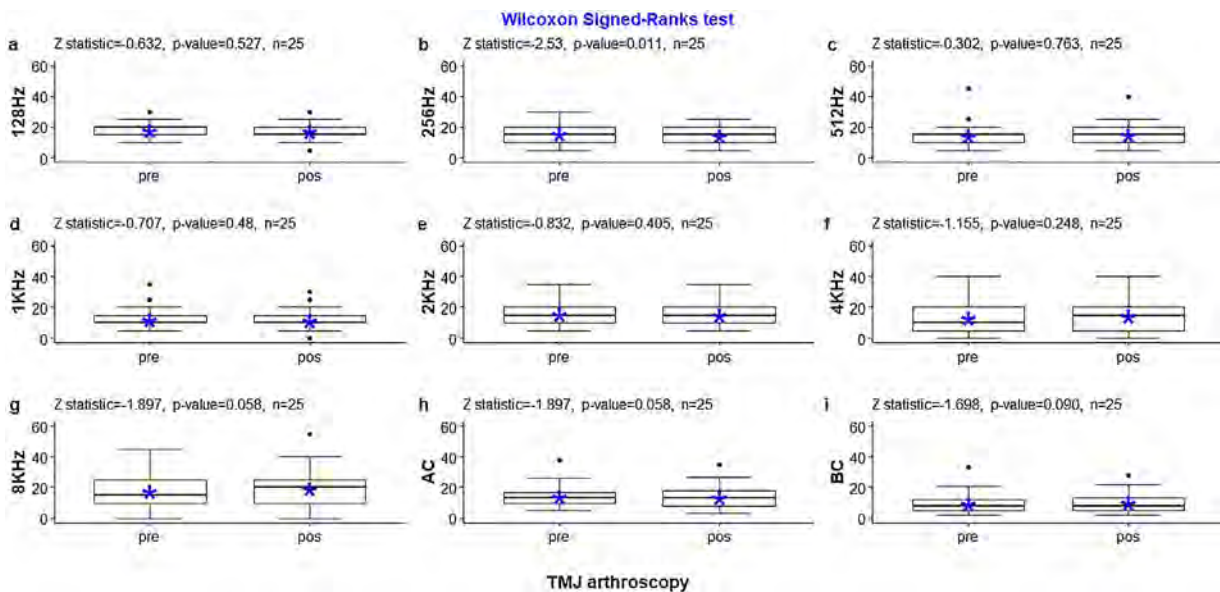 Wilcoxon Signed-Ranks test
a Z statistic=-0.632, p-value=0.527, n=25
128Hz
60
40
20
0
pre pos
b Z statistic=-2.53, p-value=0.011, n=25
256Hz
60
40
20
0
pre pos
c Z statistic=-0.302, p-value=0.763, n=25
512Hz
60
40
20
0
pre pos
d Z statistic=-0.707, p-value=0.48, n=25
1KHz
60
40
20
0
pre pos
e Z statistic=-0.832, p-value=0.405, n=25
2KHz
60
40
20
0
pre pos
f Z statistic=-1.155, p-value=0.248, n=25
4KHz
60
40
20
0
pre pos
g Z statistic=-1.897, p-value=0.058, n=25
8KHz
60
40
20
0
pre pos
h Z statistic=-1.897, p-value=0.058, n=25
AC
60
40
20
0
pre pos
i Z statistic=-1.698, p-value=0.090, n=25
BC
60
40
20
0
pre pos
TMJ arthroscopy